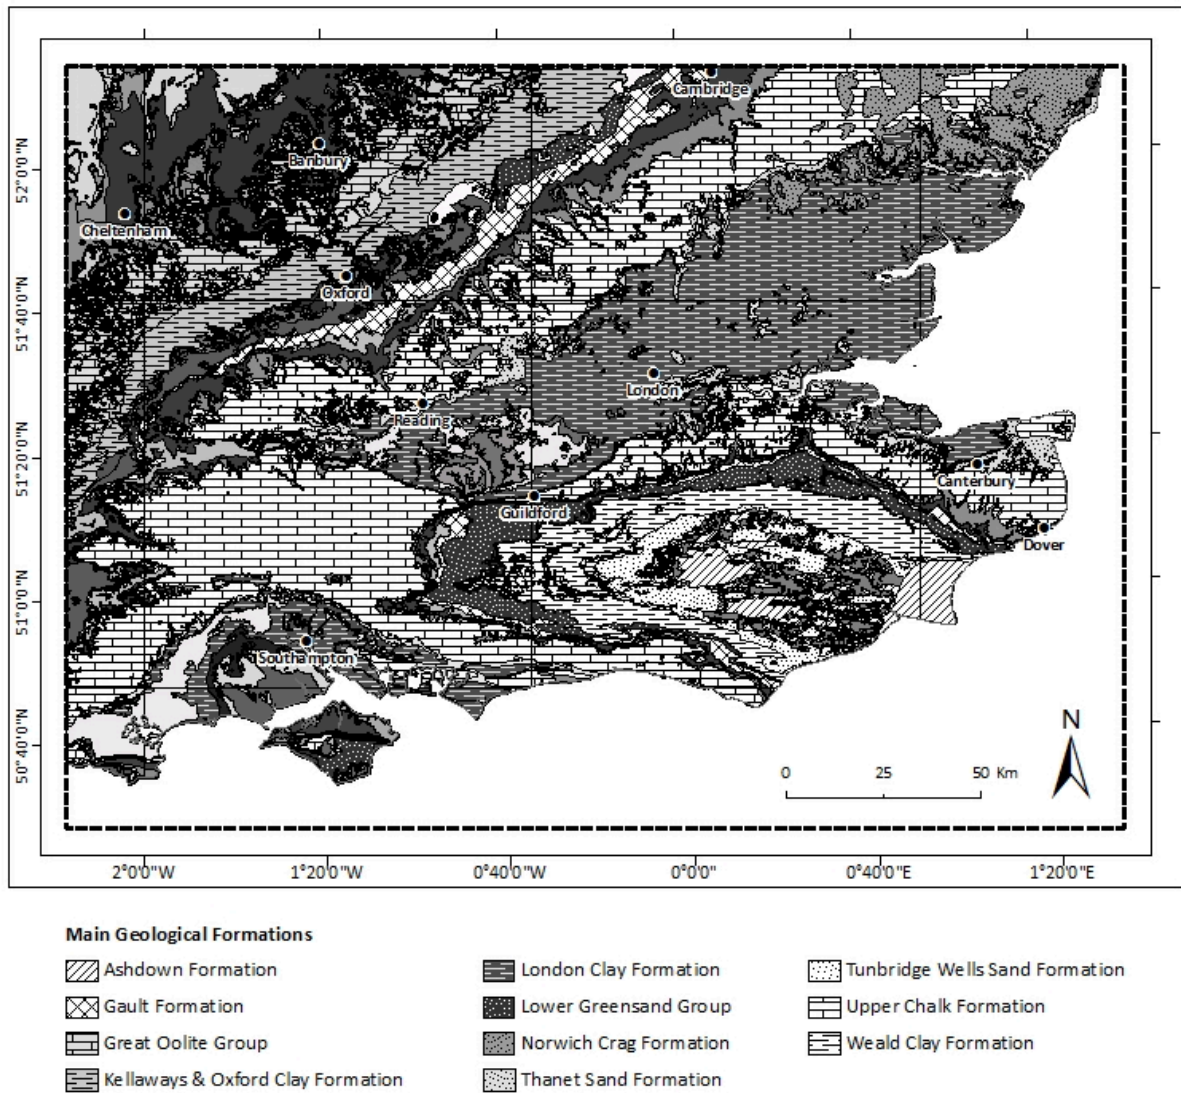 Cambridge
Banbury
Cheltenham
Oxford
London
Reading
Canterbury
Guildford
Dover
Southampton
52°0'0"N
51°40'0"N
51°20'0"N
51°0'0"N
50°40'0"N
N
0 25 50 Km
2°0'0"W 1°20'0"W 0°40'0"W 0°0'0" 0°40'0"E 1°20'0"E
Main Geological Formations
Ashdown Formation
Gault Formation
Great Oolite Group
Kellaways & Oxford Clay Formation
London Clay Formation
Lower Greensand Group
Norwich Crag Formation
Thanet Sand Formation
Tunbridge Wells Sand Formation
Upper Chalk Formation
Weald Clay Formation